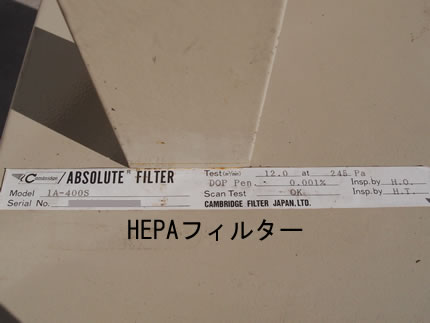 Cambridge/ABSOLUTE® FILTER
Model 1A-400S
Serial No.
Test(㎥/min) 12.0 at 245 Pa
DOP Pen. · 0.001% Insp.by H.O.
Scan Test OK Insp.by H.T.
CAMBRIDGE FILTER JAPAN,LTD.
HEPAフィルター